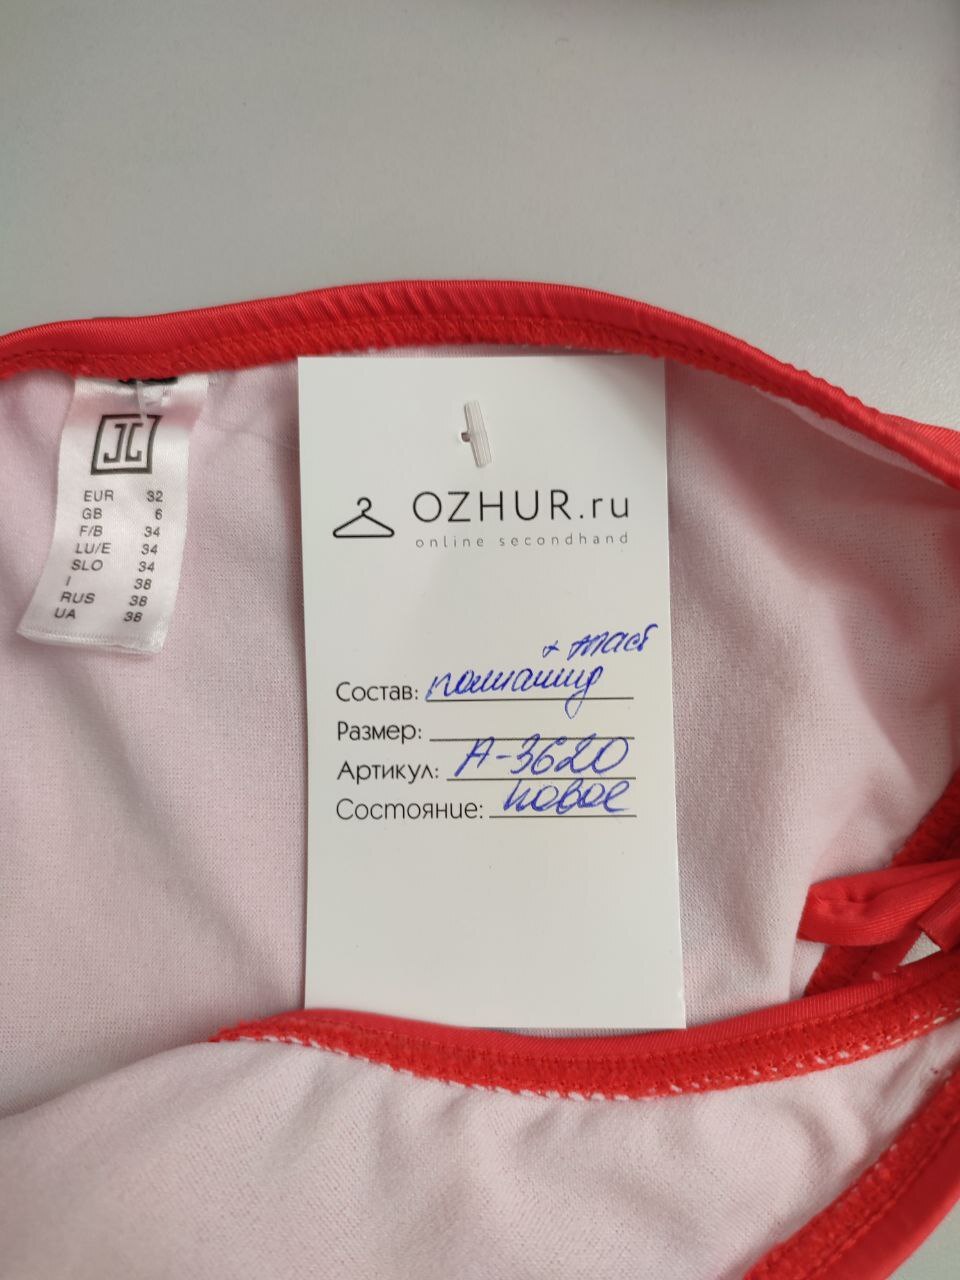 JL
EUR 32
GB 6
F/B 34
LU/E 34
SLO 34
I 38
RUS 38
UA 38
OZHUR.ru
online secondhand
+ эласт
Состав: полиамид
Размер:
Артикул: А-3620
Состояние: новое